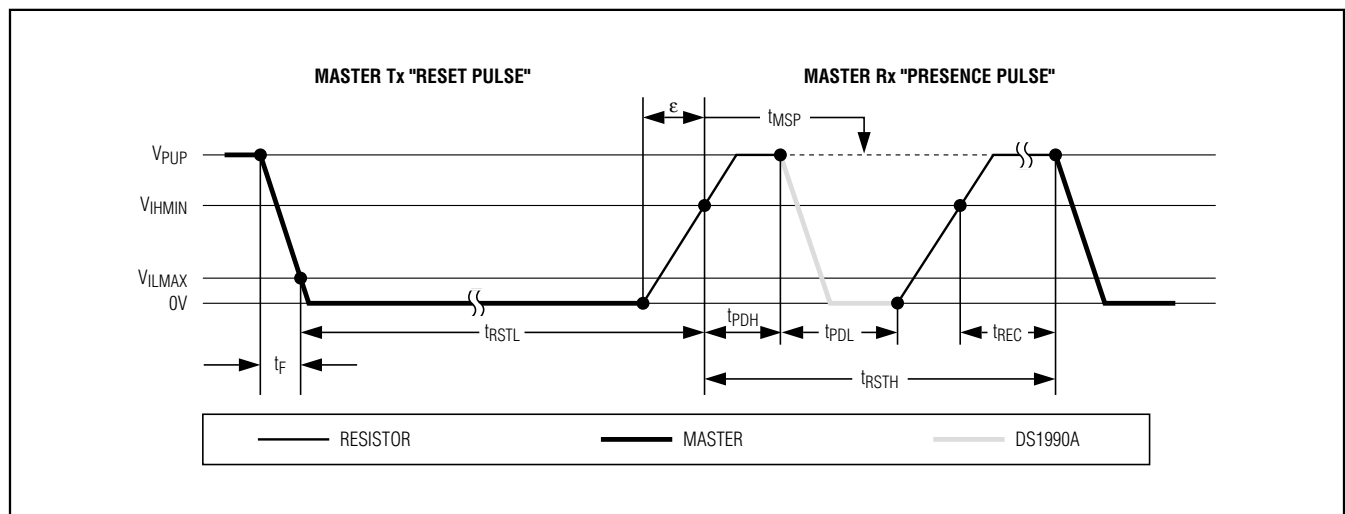 MASTER Tx "RESET PULSE" MASTER Rx "PRESENCE PULSE"
ε
tMSP
VPUP
VIHMIN
VILMAX
0V
tRSTL
tPDH
tPDL
tREC
tF
tRSTH
RESISTOR MASTER DS1990A